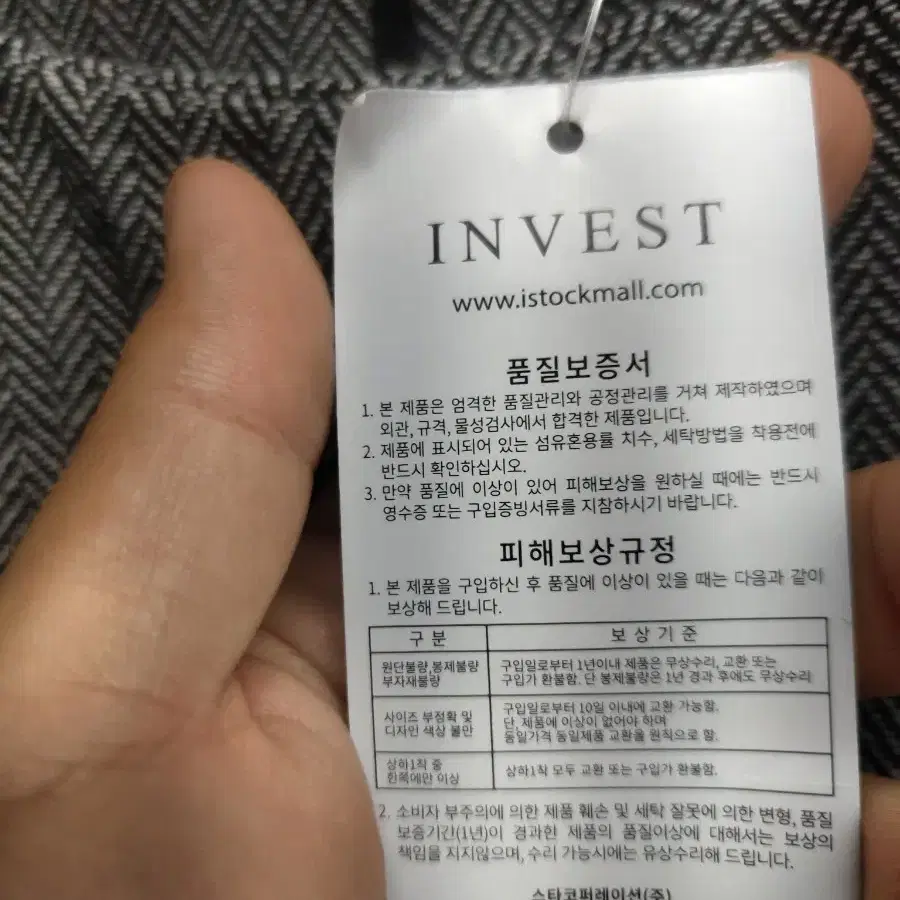 INVEST
www.istockmall.com
품질보증서
1. 본 제품은 엄격한 품질관리와 공정관리를 거쳐 제작하였으며
외관, 규격, 물성검사에서 합격한 제품입니다.
2. 제품에 표시되어 있는 섬유혼용률 치수, 세탁방법을 착용전에
반드시 확인하십시오.
3. 만약 품질에 이상이 있어 피해보상을 원하실 때에는 반드시
영수증 또는 구입증빙서류를 지참하시기 바랍니다.
피해보상규정
1. 본 제품을 구입하신 후 품질에 이상이 있을 때는 다음과 같이
보상해 드립니다.
구 분 보 상 기 준
원단불량,봉제불량 구입일로부터 1년이내 제품은 무상수리, 교환 또는
부자재불량 구입가 환불함. 단 봉제불량은 1년 경과 후에도 무상수리
구입일로부터 10일 이내에 교환 가능함.
사이즈 부정확 및 단, 제품에 이상이 없어야 하며
디자인 색상 불만 동일가격 동일제품 교환을 원칙으로 함.
상하1착 중
한쪽에만 이상 상하1착 모두 교환 또는 구입가 환불함.
2. 소비자 부주의에 의한 제품 훼손 및 세탁 잘못에 의한 변형, 품질
보증기간(1년)이 경과한 제품의 품질이상에 대해서는 보상의
책임을 지지않으며, 수리 가능시에는 유상수리해 드립니다.
스타코퍼레이션(주)